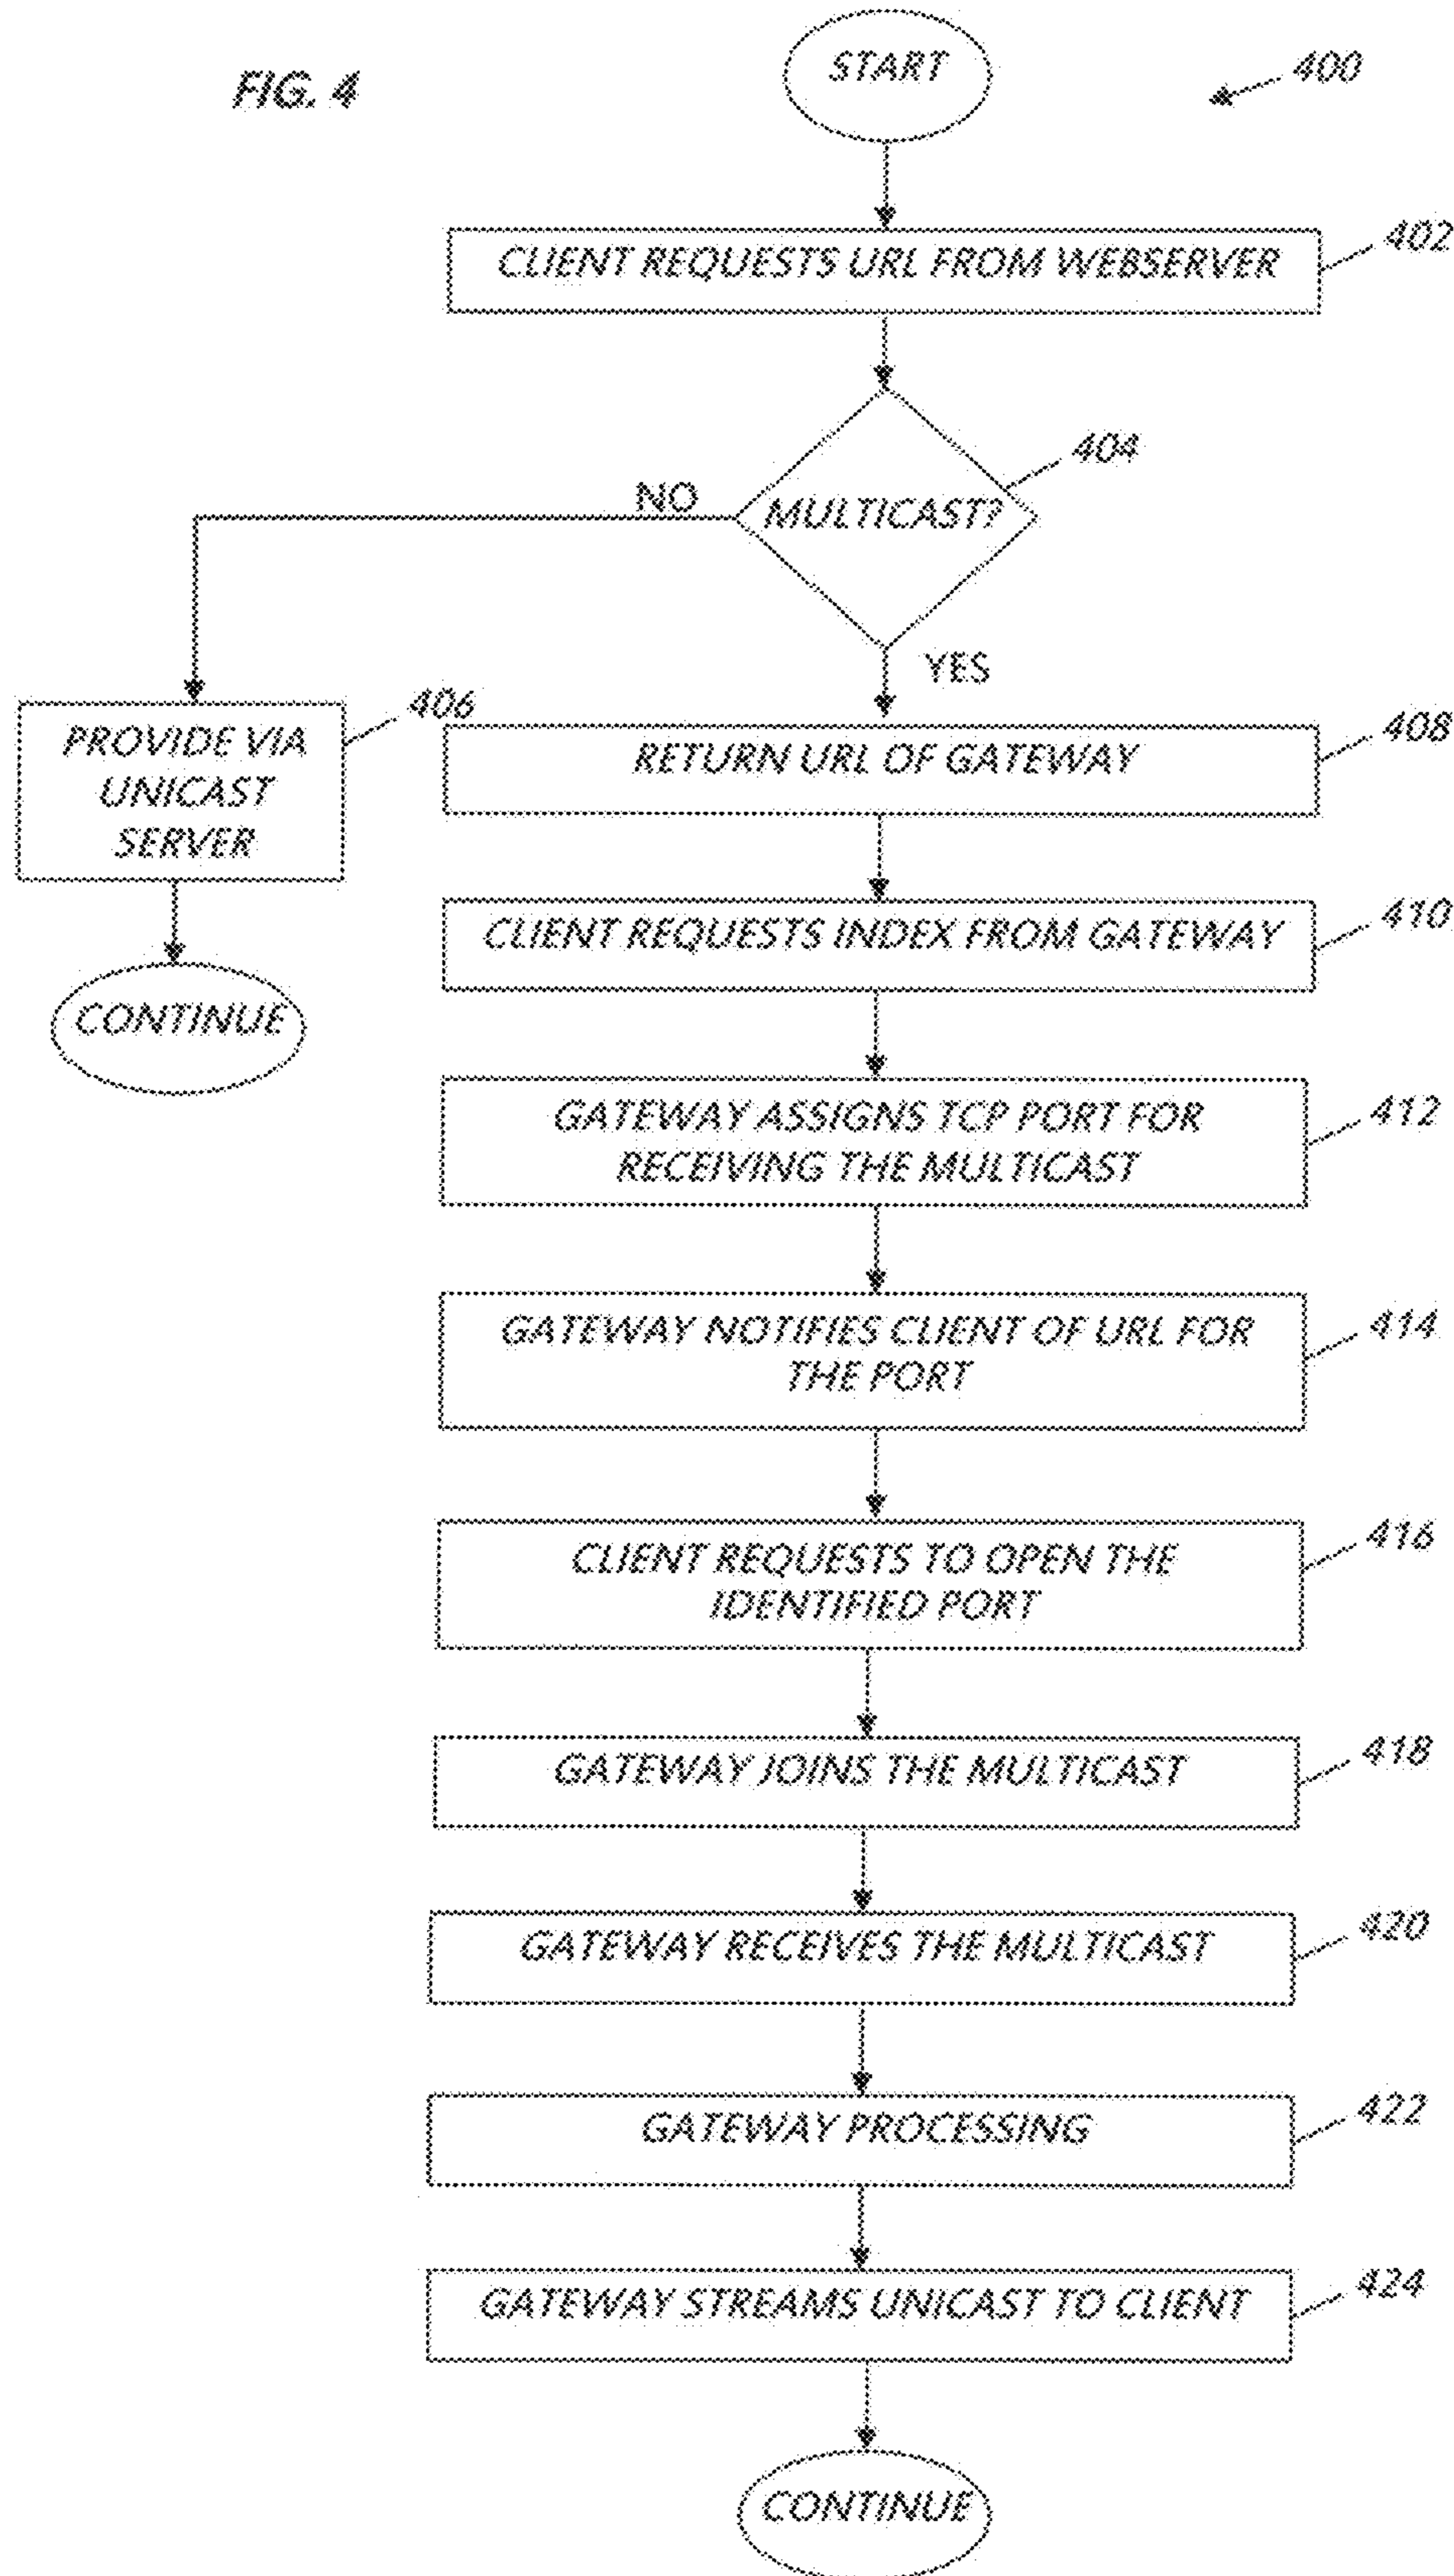 FIG. 4
START
400
CLIENT REQUESTS URL FROM WEBSERVER
402
404
MULTICAST?
NO
YES
PROVIDE VIA
UNICAST
SERVER
406
CONTINUE
RETURN URL OF GATEWAY
408
CLIENT REQUESTS INDEX FROM GATEWAY
410
GATEWAY ASSIGNS TCP PORT FOR
RECEIVING THE MULTICAST
412
GATEWAY NOTIFIES CLIENT OF URL FOR
THE PORT
414
CLIENT REQUESTS TO OPEN THE
IDENTIFIED PORT
416
GATEWAY JOINS THE MULTICAST
418
GATEWAY RECEIVES THE MULTICAST
420
GATEWAY PROCESSING
422
GATEWAY STREAMS UNICAST TO CLIENT
424
CONTINUE